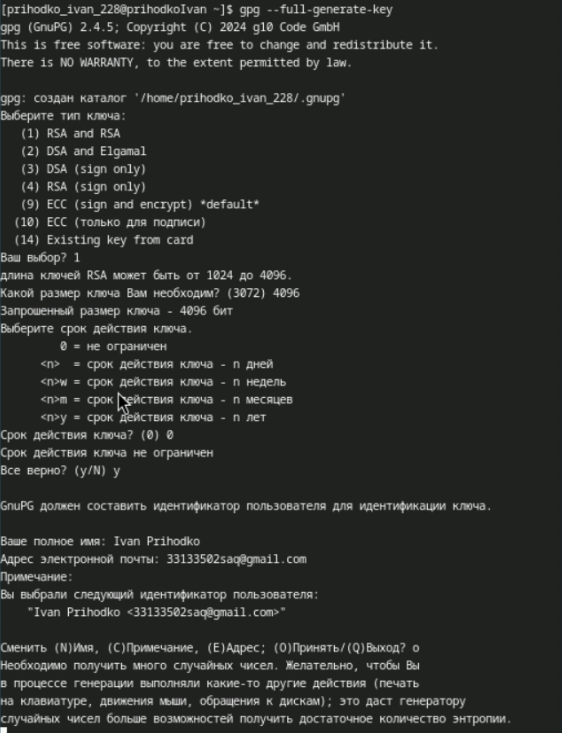 [prihodko_ivan_228@prihodkoIvan ~]$ gpg --full-generate-key
gpg (GnuPG) 2.4.5; Copyright (C) 2024 g10 Code GmbH
This is free software: you are free to change and redistribute it.
There is NO WARRANTY, to the extent permitted by law.

gpg: создан каталог '/home/prihodko_ivan_228/.gnupg'
Выберите тип ключа:
   (1) RSA and RSA
   (2) DSA and Elgamal
   (3) DSA (sign only)
   (4) RSA (sign only)
   (9) ECC (sign and encrypt) *default*
  (10) ECC (только для подписи)
  (14) Existing key from card
Ваш выбор? 1
длина ключей RSA может быть от 1024 до 4096.
Какой размер ключа Вам необходим? (3072) 4096
Запрошенный размер ключа - 4096 бит
Выберите срок действия ключа.
         0 = не ограничен
      <n>  = срок действия ключа - n дней
      <n>w = срок действия ключа - n недель
      <n>m = срок действия ключа - n месяцев
      <n>y = срок действия ключа - n лет
Срок действия ключа? (0) 0
Срок действия ключа не ограничен
Все верно? (y/N) y

GnuPG должен составить идентификатор пользователя для идентификации ключа.

Ваше полное имя: Ivan Prihodko
Адрес электронной почты: 33133502saq@gmail.com
Примечание:
Вы выбрали следующий идентификатор пользователя:
    "Ivan Prihodko <33133502saq@gmail.com>"

Сменить (N)Имя, (C)Примечание, (E)Адрес; (O)Принять/(Q)Выход? o
Необходимо получить много случайных чисел. Желательно, чтобы Вы
в процессе генерации выполняли какие-то другие действия (печать
на клавиатуре, движения мыши, обращения к дискам); это даст генератору
случайных чисел больше возможностей получить достаточное количество энтропии.